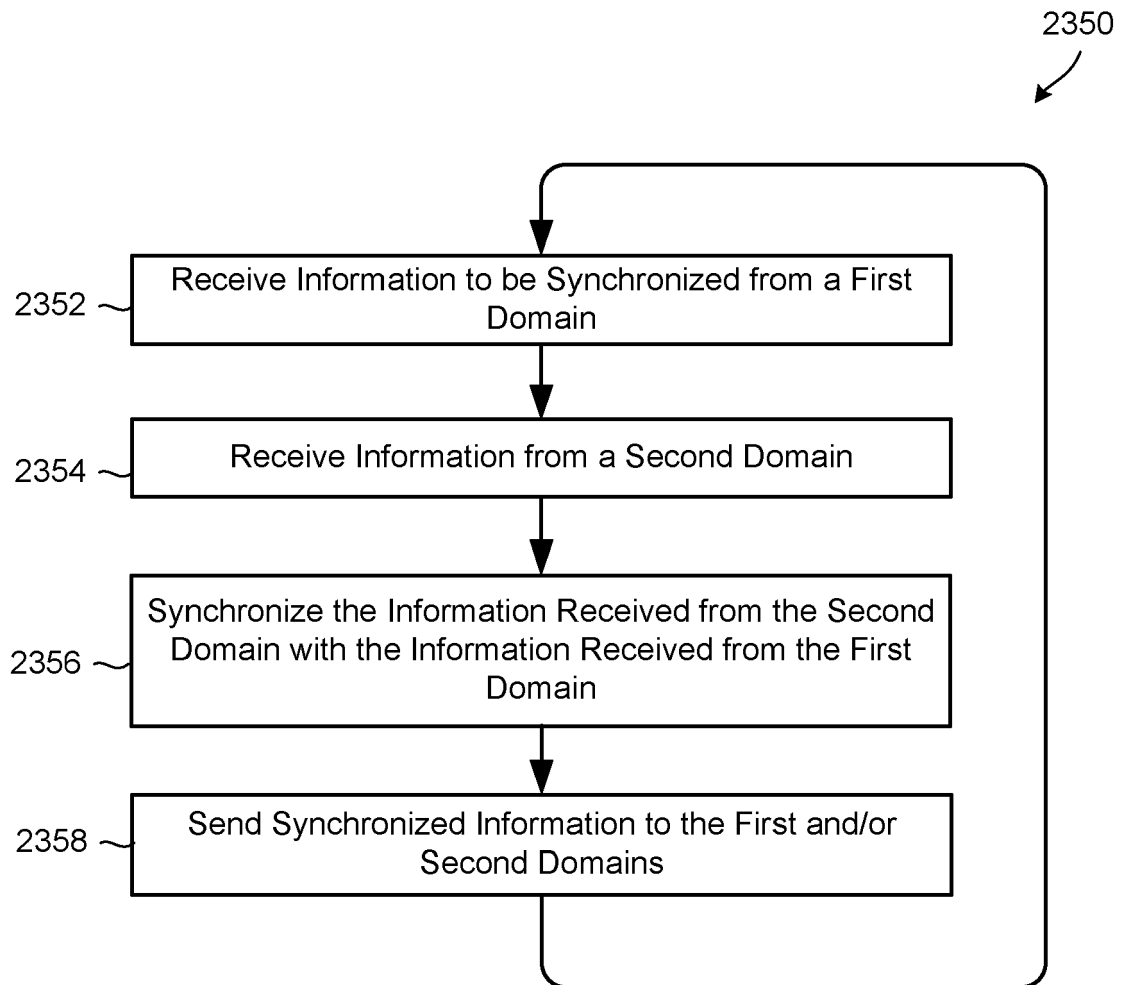 2350
Receive Information to be Synchronized from a First
Domain
2352
Receive Information from a Second Domain
2354
Synchronize the Information Received from the Second
Domain with the Information Received from the First
Domain
2356
Send Synchronized Information to the First and/or
Second Domains
2358